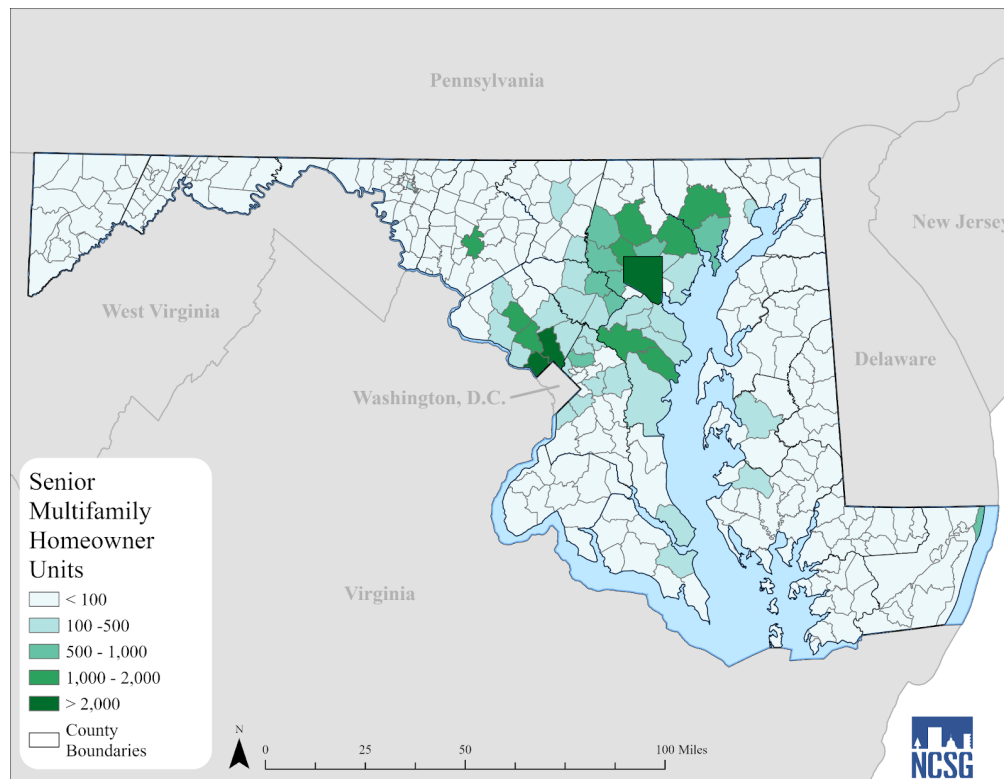 Pennsylvania
New Jersey
West Virginia
Delaware
Washington, D.C.
Virginia
Senior
Multifamily
Homeowner
Units
< 100
100 -500
500 - 1,000
1,000 - 2,000
> 2,000
County
Boundaries
N
0 25 50 100 Miles
NCSG